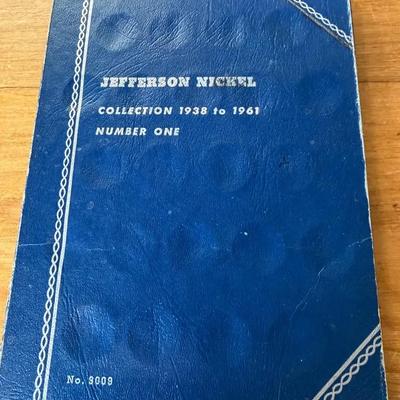 JEFFERSON NICKEL
COLLECTION 1938 to 1961
NUMBER ONE
No. 9009